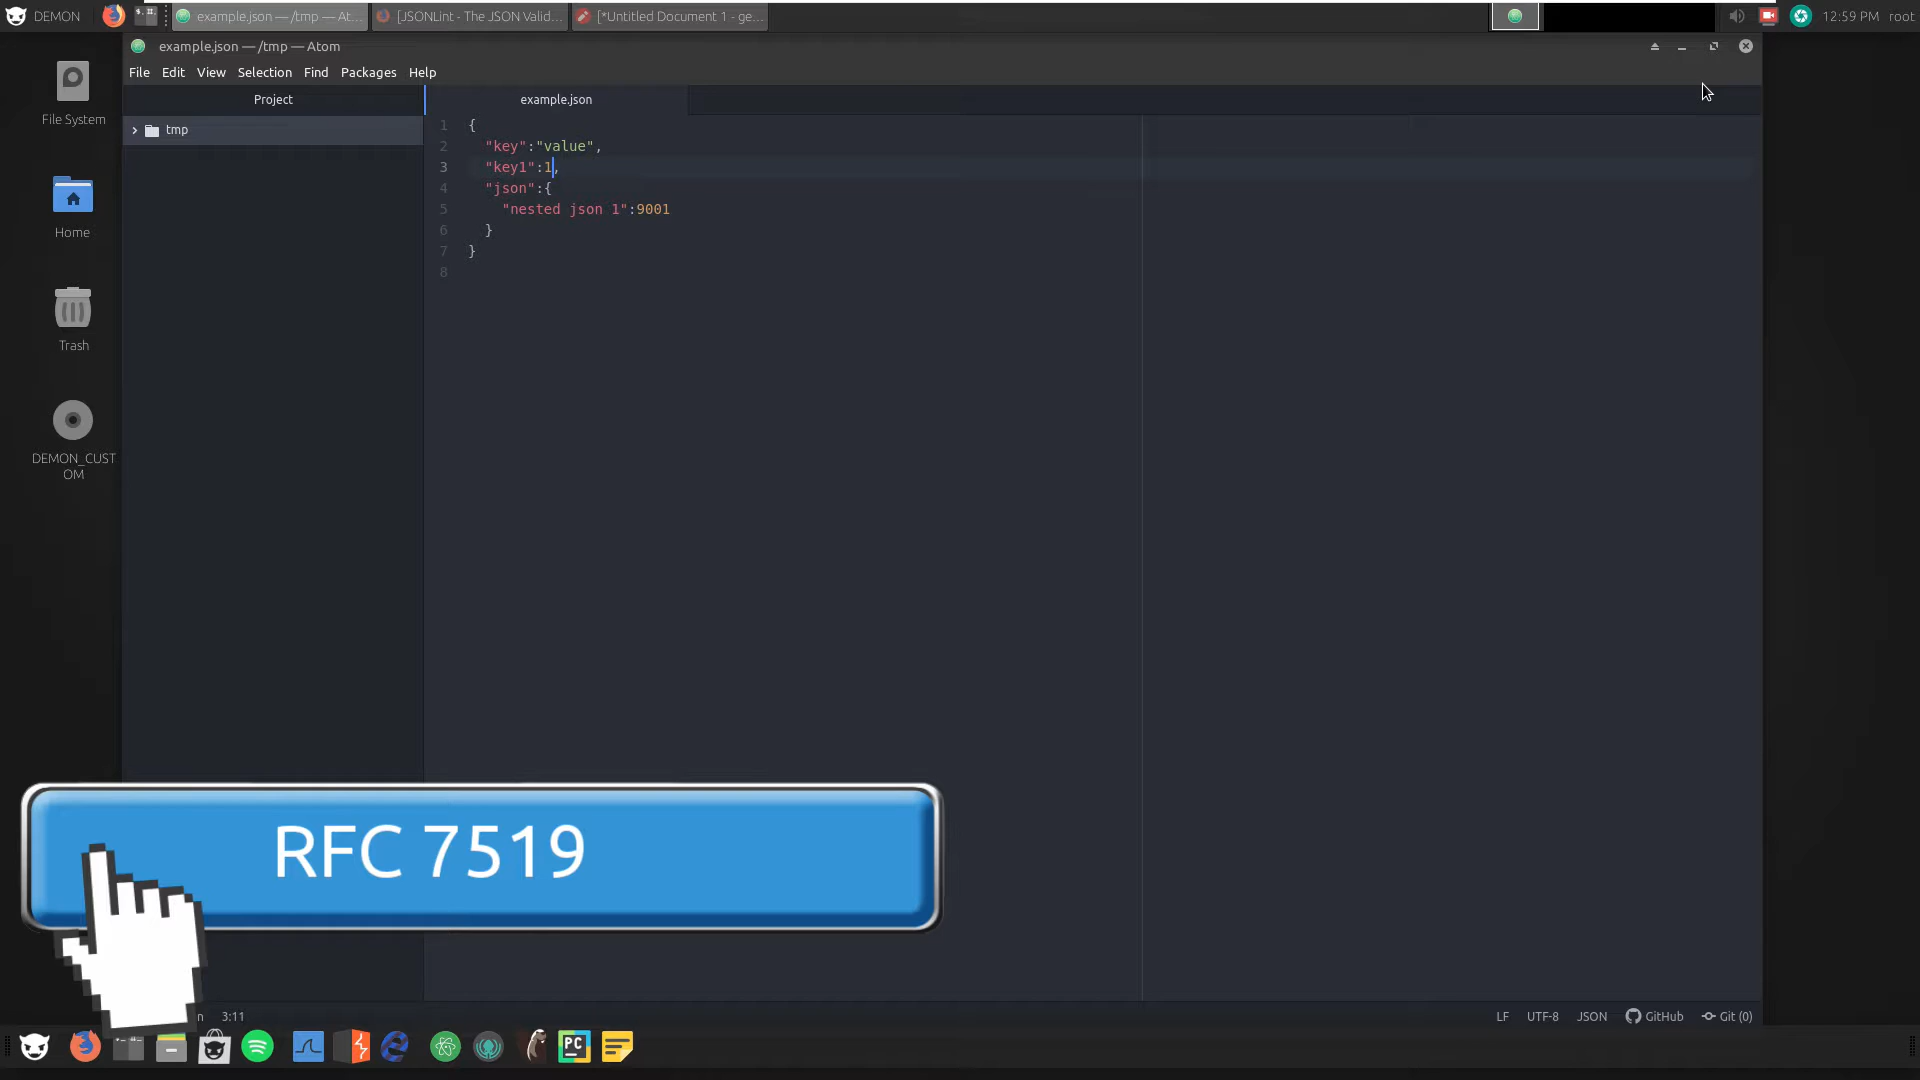 DEMON
example.json — /tmp — At...
[JSONLint - The JSON Valid...
[*Untitled Document 1 - ge...
12:59 PM
root
example.json — /tmp — Atom
File Edit View Selection Find Packages Help
File System
Home
Trash
DEMON_CUST
OM
Project
tmp
example.json
1 {
2 "key":"value",
3 "key1":1,
4 "json":{
5 "nested json 1":9001
6 }
7 }
8
RFC 7519
n 3:11
LF UTF-8 JSON GitHub Git (0)
PC